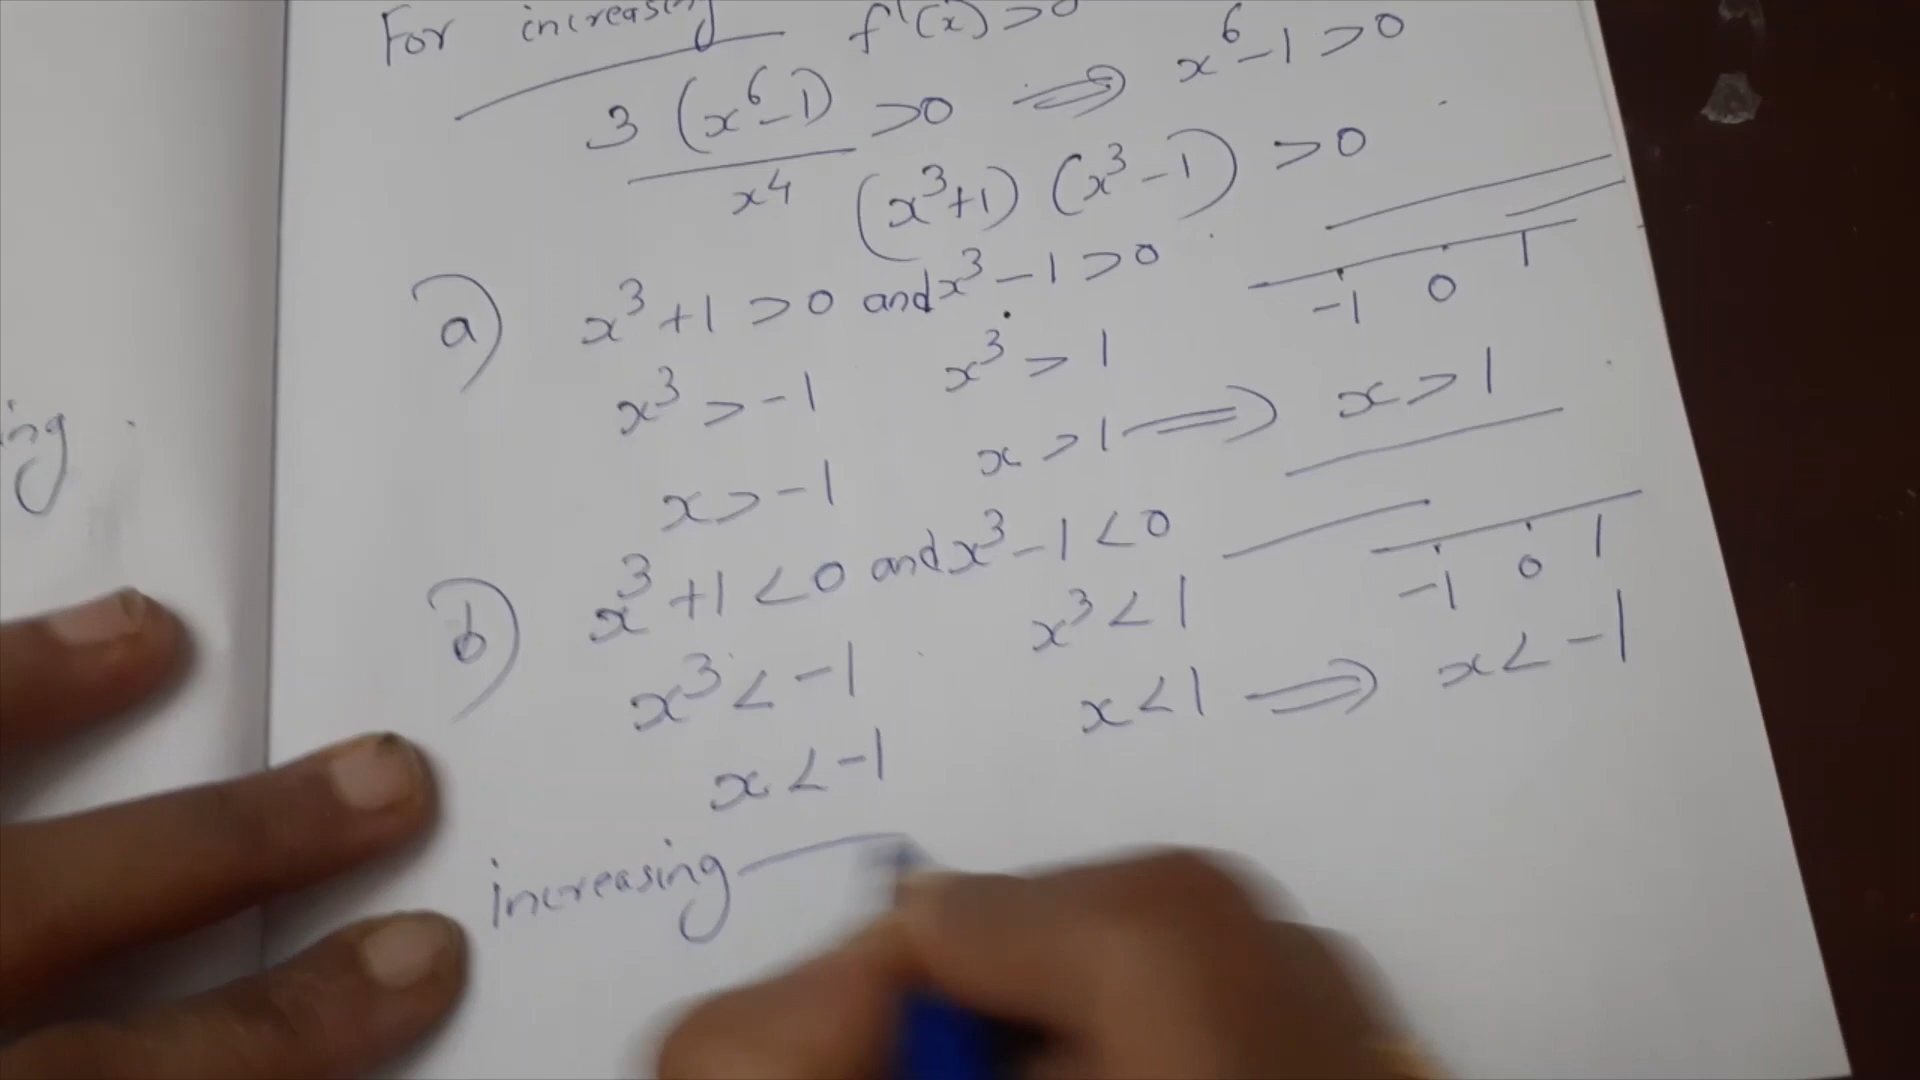 For increasing f'(x) > 0
3 (x⁶-1) / x⁴ > 0 ⟹ x⁶-1 > 0
(x³+1) (x³-1) > 0
a) x³+1 > 0 and x³-1 > 0
-1 0 1
x³ > -1 x³ > 1
x > -1 x > 1 ⟹ x > 1
b) x³+1 < 0 and x³-1 < 0
-1 0 1
x³ < -1 x³ < 1
x < -1 x < 1 ⟹ x < -1
increasing